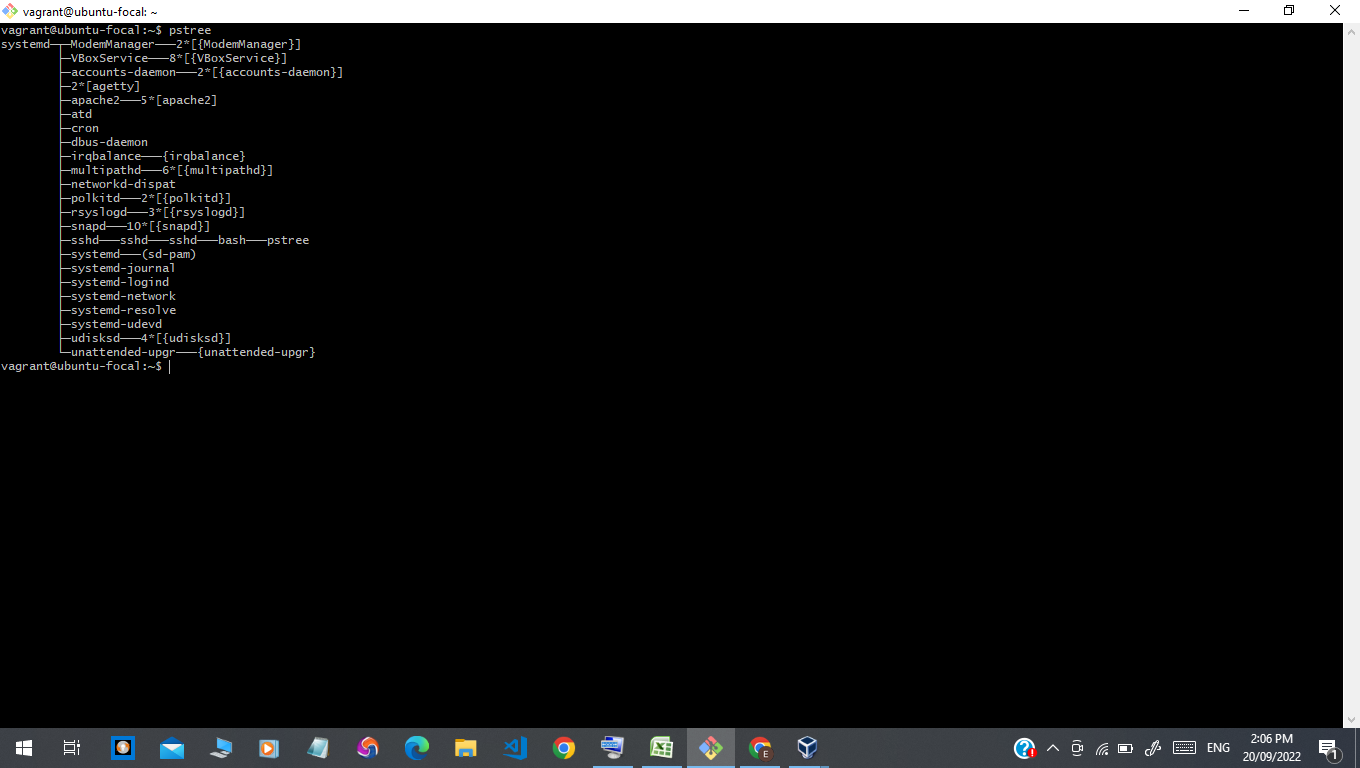 vagrant@ubuntu-focal: ~
vagrant@ubuntu-focal:~$ pstree
systemd─┬─ModemManager───2*[{ModemManager}]
        ├─VBoxService───8*[{VBoxService}]
        ├─accounts-daemon───2*[{accounts-daemon}]
        ├─2*[agetty]
        ├─apache2───5*[apache2]
        ├─atd
        ├─cron
        ├─dbus-daemon
        ├─irqbalance───{irqbalance}
        ├─multipathd───6*[{multipathd}]
        ├─networkd-dispat
        ├─polkitd───2*[{polkitd}]
        ├─rsyslogd───3*[{rsyslogd}]
        ├─snapd───10*[{snapd}]
        ├─sshd───sshd───sshd───bash───pstree
        ├─systemd───(sd-pam)
        ├─systemd-journal
        ├─systemd-logind
        ├─systemd-network
        ├─systemd-resolve
        ├─systemd-udevd
        ├─udisksd───4*[{udisksd}]
        └─unattended-upgr───{unattended-upgr}
vagrant@ubuntu-focal:~$
E
ENG
2:06 PM
20/09/2022
1